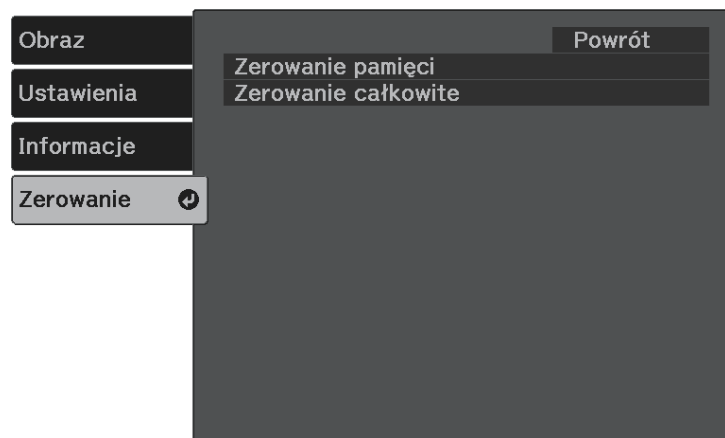 Obraz
Ustawienia
Informacje
Zerowanie
Powrót
Zerowanie pamięci
Zerowanie całkowite